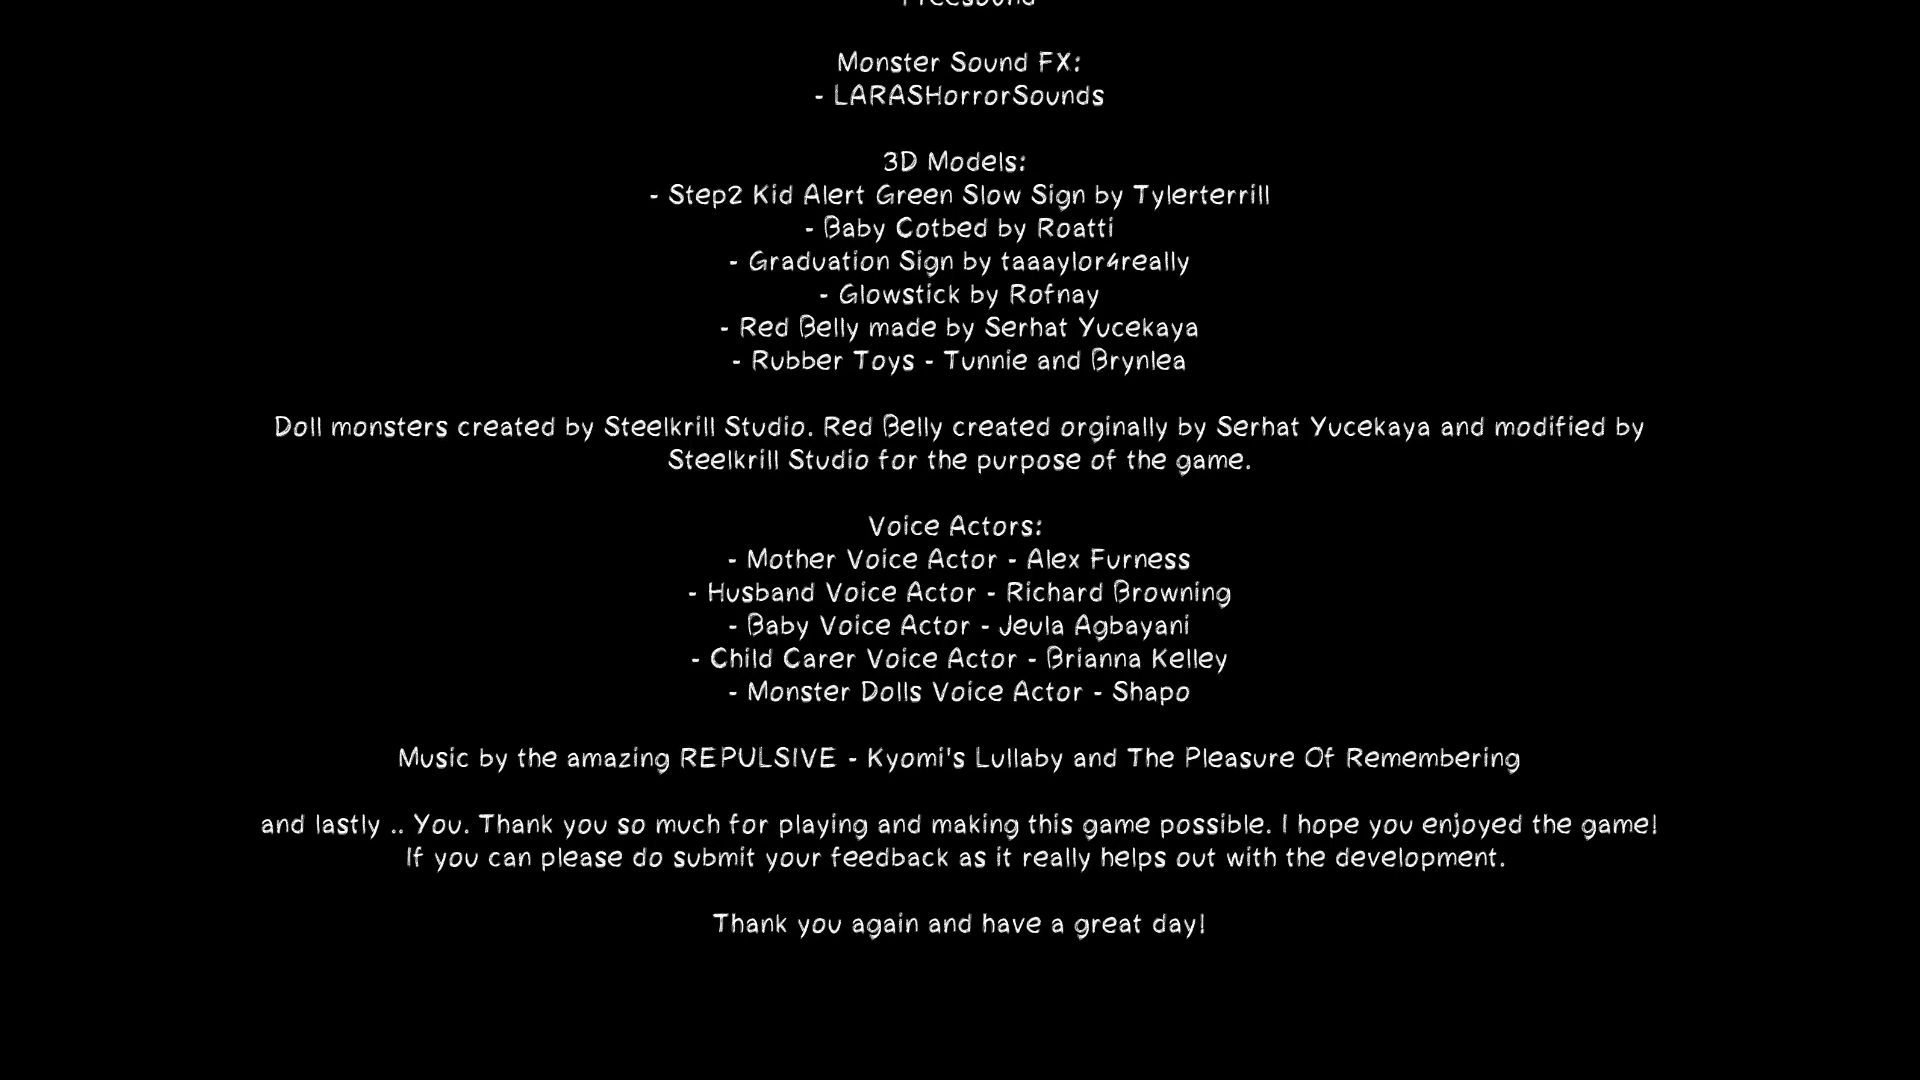 Freesound
Monster Sound FX:
- LARASHorrorSounds
3D Models:
- Step2 Kid Alert Green Slow Sign by Tylerterrill
- Baby Cotbed by Roatti
- Graduation Sign by taaaylor4really
- Glowstick by Rofnay
- Red Belly made by Serhat Yucekaya
- Rubber Toys - Tunnie and Brynlea
Doll monsters created by Steelkrill Studio. Red Belly created orginally by Serhat Yucekaya and modified by
Steelkrill Studio for the purpose of the game.
Voice Actors:
- Mother Voice Actor - Alex Furness
- Husband Voice Actor - Richard Browning
- Baby Voice Actor - Jeula Agbayani
- Child Carer Voice Actor - Brianna Kelley
- Monster Dolls Voice Actor - Shapo
Music by the amazing REPULSIVE - Kyomi's Lullaby and The Pleasure Of Remembering
and lastly .. You. Thank you so much for playing and making this game possible. I hope you enjoyed the game!
If you can please do submit your feedback as it really helps out with the development.
Thank you again and have a great day!